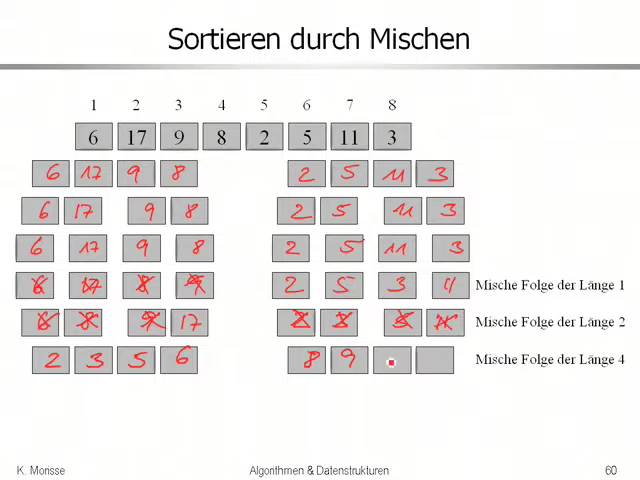 Sortieren durch Mischen
1 2 3 4 5 6 7 8
6 17 9 8 2 5 11 3
6 17 9 8 2 5 11 3
6 17 9 8 2 5 11 3
6 17 9 8 2 5 11 3
6 17 8 9 2 5 3 11 Mische Folge der Länge 1
6 8 9 17 2 3 5 11 Mische Folge der Länge 2
2 3 5 6 8 9 Mische Folge der Länge 4
K. Morisse Algorithmen & Datenstrukturen 60